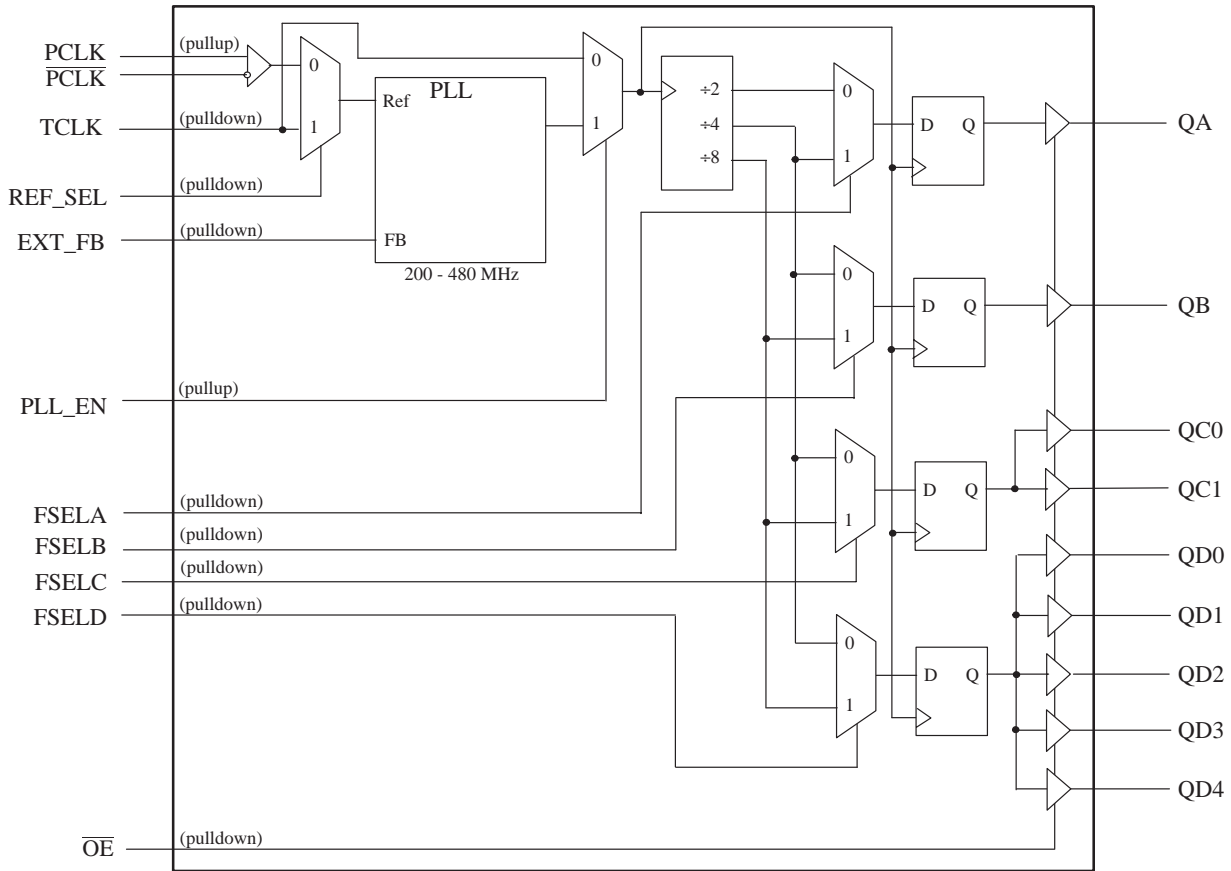 PCLK
(pullup)
PCLK
TCLK
(pulldown)
REF_SEL
(pulldown)
EXT_FB
(pulldown)
0
1
Ref
PLL
FB
200 - 480 MHz
0
1
÷2
÷4
÷8
0
1
D
Q
QA
0
1
D
Q
QB
PLL_EN
(pullup)
0
1
D
Q
QC0
QC1
FSELA
(pulldown)
FSELB
(pulldown)
FSELC
(pulldown)
FSELD
(pulldown)
0
1
D
Q
QD0
QD1
QD2
QD3
QD4
OE
(pulldown)